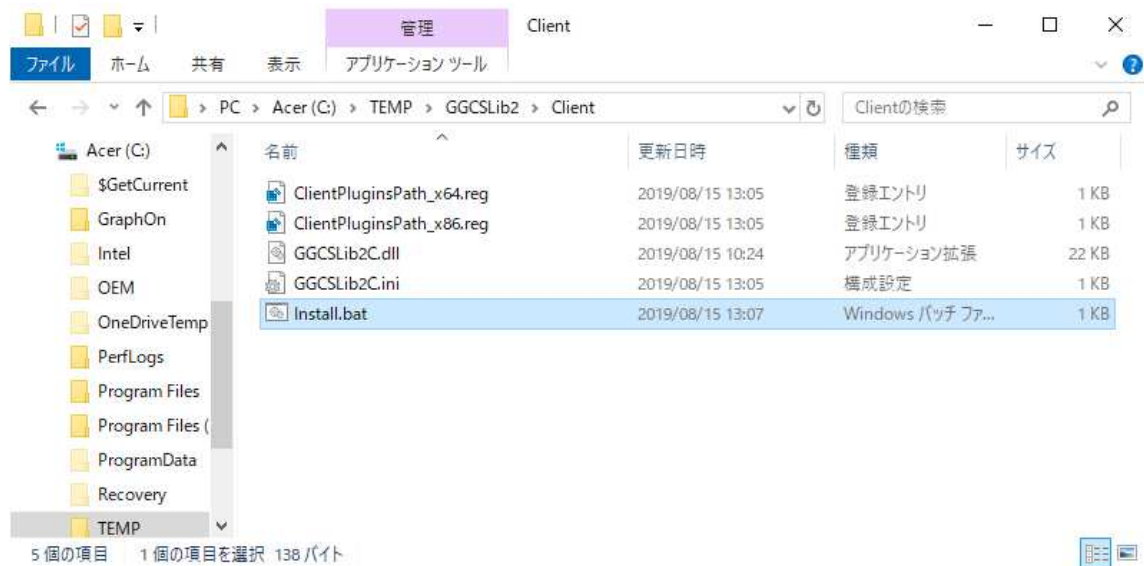 管理 Client
ファイル ホーム 共有 表示 アプリケーション ツール
PC > Acer (C:) > TEMP > GGCSLib2 > Client Clientの検索
Acer (C:)
$GetCurrent
GraphOn
Intel
OEM
OneDriveTemp
PerfLogs
Program Files
Program Files (
ProgramData
Recovery
TEMP
名前 更新日時 種類 サイズ
ClientPluginsPath_x64.reg 2019/08/15 13:05 登録エントリ 1 KB
ClientPluginsPath_x86.reg 2019/08/15 13:05 登録エントリ 1 KB
GGCSLib2C.dll 2019/08/15 10:24 アプリケーション拡張 22 KB
GGCSLib2C.ini 2019/08/15 13:05 構成設定 1 KB
Install.bat 2019/08/15 13:07 Windows バッチ ファ... 1 KB
5 個の項目 1 個の項目を選択 138 バイト